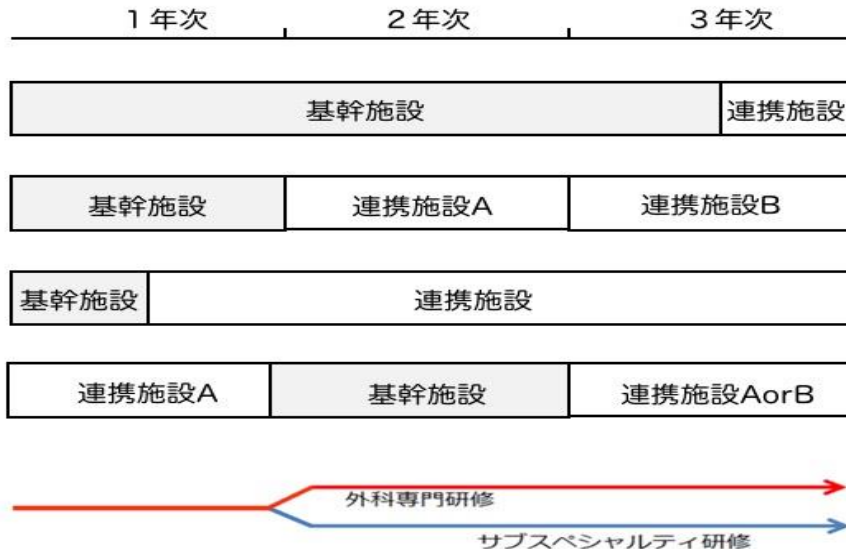 1年次 2年次 3年次
基幹施設 連携施設
基幹施設 連携施設A 連携施設B
基幹施設 連携施設
連携施設A 基幹施設 連携施設AorB
外科専門研修
サブスペシャルティ研修